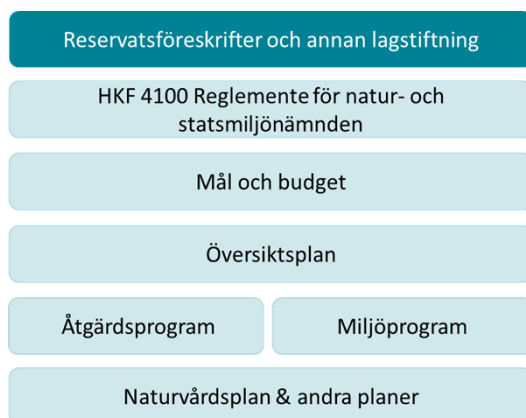 Reservatsföreskrifter och annan lagstiftning
HKF 4100 Reglemente för natur- och
statsmiljönämnden
Mål och budget
Översiktsplan
Åtgärdsprogram
Miljöprogram
Naturvårdsplan & andra planer